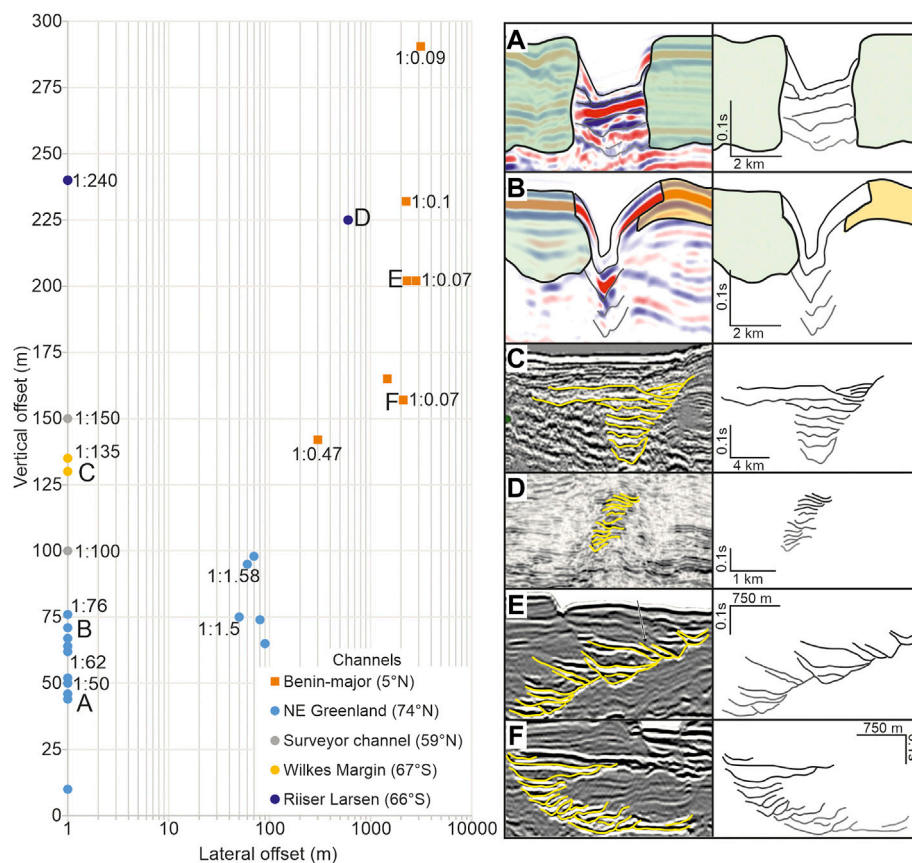 300
275
250
225
200
175
150
125
100
75
50
25
0
Vertical offset (m)
1 10 100 1000 10000
Lateral offset (m)
1:0.09
1:240
1:0.1
D
E 1:0.07
F 1:0.07
1:150
1:0.47
1:135
C
1:100
1:1.58
1:76
1:1.5
B
1:62
1:50
A
Channels
Benin-major (5°N)
NE Greenland (74°N)
Surveyor channel (59°N)
Wilkes Margin (67°S)
Riiser Larsen (66°S)
A
0.1s
2 km
B
0.1s
2 km
C
0.1s
4 km
D
0.1s
1 km
E
750 m
0.1s
F
750 m